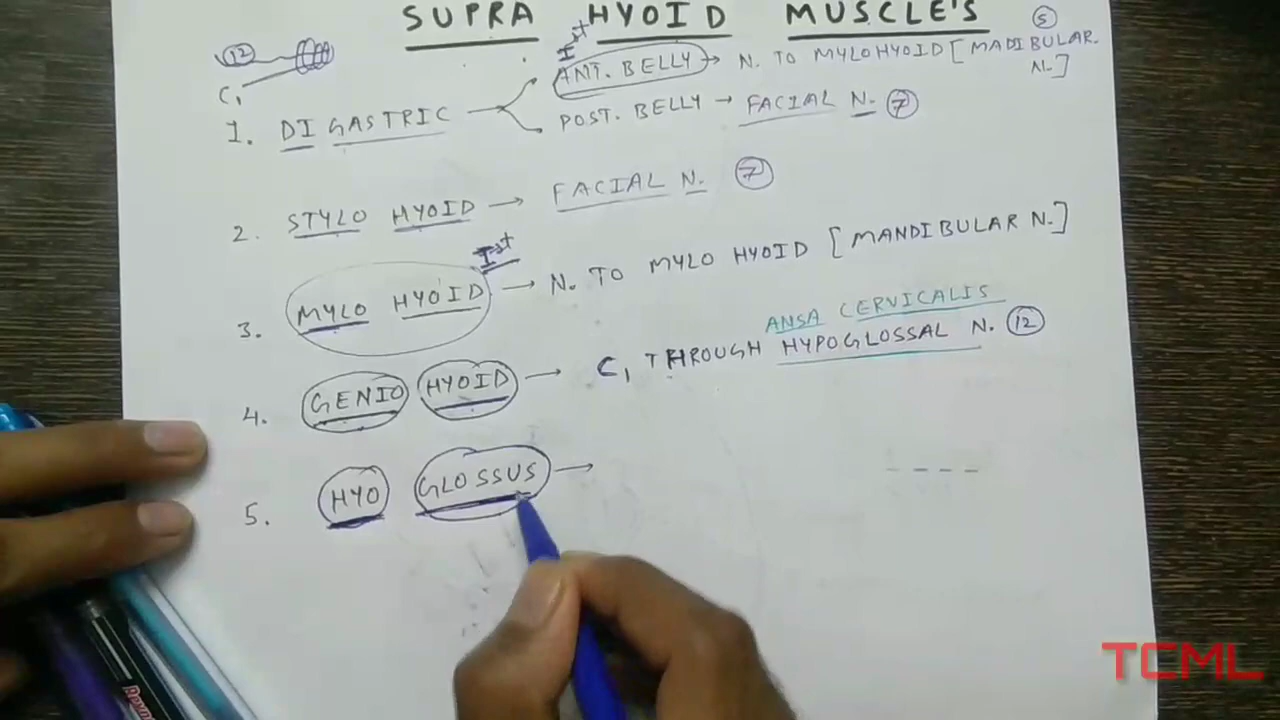 SUPRA HYOID MUSCLE'S
12
C1
Ist
5
1. DIGASTRIC → ANT. BELLY → N. TO MYLOHYOID [MADIBULAR N.]
POST. BELLY → FACIAL N. 7
2. STYLO HYOID → FACIAL N. 7
Ist
3. MYLO HYOID → N. TO MYLO HYOID [MANDIBULAR N.]
ANSA CERVICALIS
4. GENIO HYOID → C1 THROUGH HYPOGLOSSAL N. 12
5. HYO GLOSSUS →
TCML